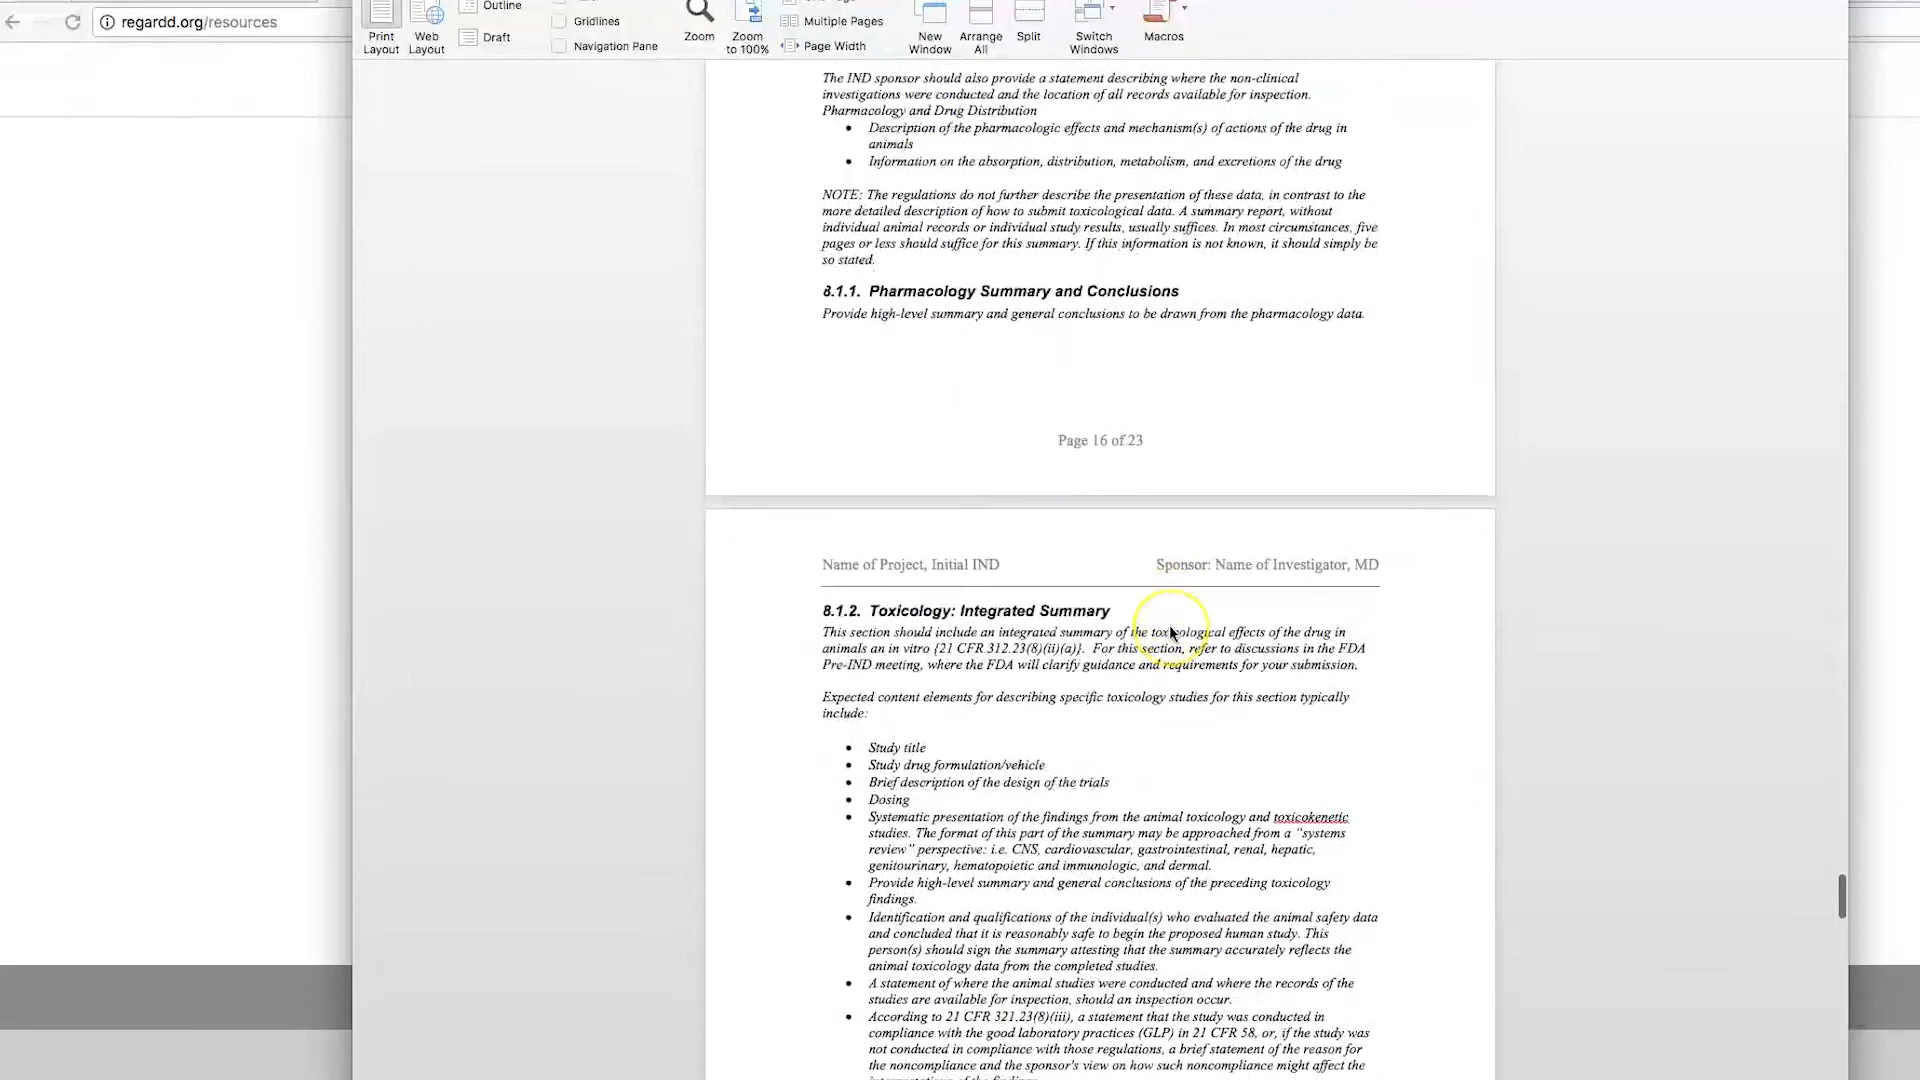 regardd.org/resources
Outline
Gridlines
Multiple Pages
Print Layout
Web Layout
Draft
Navigation Pane
Zoom
Zoom to 100%
Page Width
New Window
Arrange All
Split
Switch Windows
Macros
The IND sponsor should also provide a statement describing where the non-clinical
investigations were conducted and the location of all records available for inspection.
Pharmacology and Drug Distribution
• Description of the pharmacologic effects and mechanism(s) of actions of the drug in
animals
• Information on the absorption, distribution, metabolism, and excretions of the drug
NOTE: The regulations do not further describe the presentation of these data, in contrast to the
more detailed description of how to submit toxicological data. A summary report, without
individual animal records or individual study results, usually suffices. In most circumstances, five
pages or less should suffice for this summary. If this information is not known, it should simply be
so stated.
8.1.1. Pharmacology Summary and Conclusions
Provide high-level summary and general conclusions to be drawn from the pharmacology data.
Page 16 of 23
Name of Project, Initial IND Sponsor: Name of Investigator, MD
8.1.2. Toxicology: Integrated Summary
This section should include an integrated summary of the toxicological effects of the drug in
animals an in vitro {21 CFR 312.23(8)(ii)(a)}. For this section, refer to discussions in the FDA
Pre-IND meeting, where the FDA will clarify guidance and requirements for your submission.
Expected content elements for describing specific toxicology studies for this section typically
include:
• Study title
• Study drug formulation/vehicle
• Brief description of the design of the trials
• Dosing
• Systematic presentation of the findings from the animal toxicology and toxicokenetic
studies. The format of this part of the summary may be approached from a "systems
review" perspective: i.e. CNS, cardiovascular, gastrointestinal, renal, hepatic,
genitourinary, hematopoietic and immunologic, and dermal.
• Provide high-level summary and general conclusions of the preceding toxicology
findings.
• Identification and qualifications of the individual(s) who evaluated the animal safety data
and concluded that it is reasonably safe to begin the proposed human study. This
person(s) should sign the summary attesting that the summary accurately reflects the
animal toxicology data from the completed studies.
• A statement of where the animal studies were conducted and where the records of the
studies are available for inspection, should an inspection occur.
• According to 21 CFR 321.23(8)(iii), a statement that the study was conducted in
compliance with the good laboratory practices (GLP) in 21 CFR 58, or, if the study was
not conducted in compliance with those regulations, a brief statement of the reason for
the noncompliance and the sponsor's view on how such noncompliance might affect the